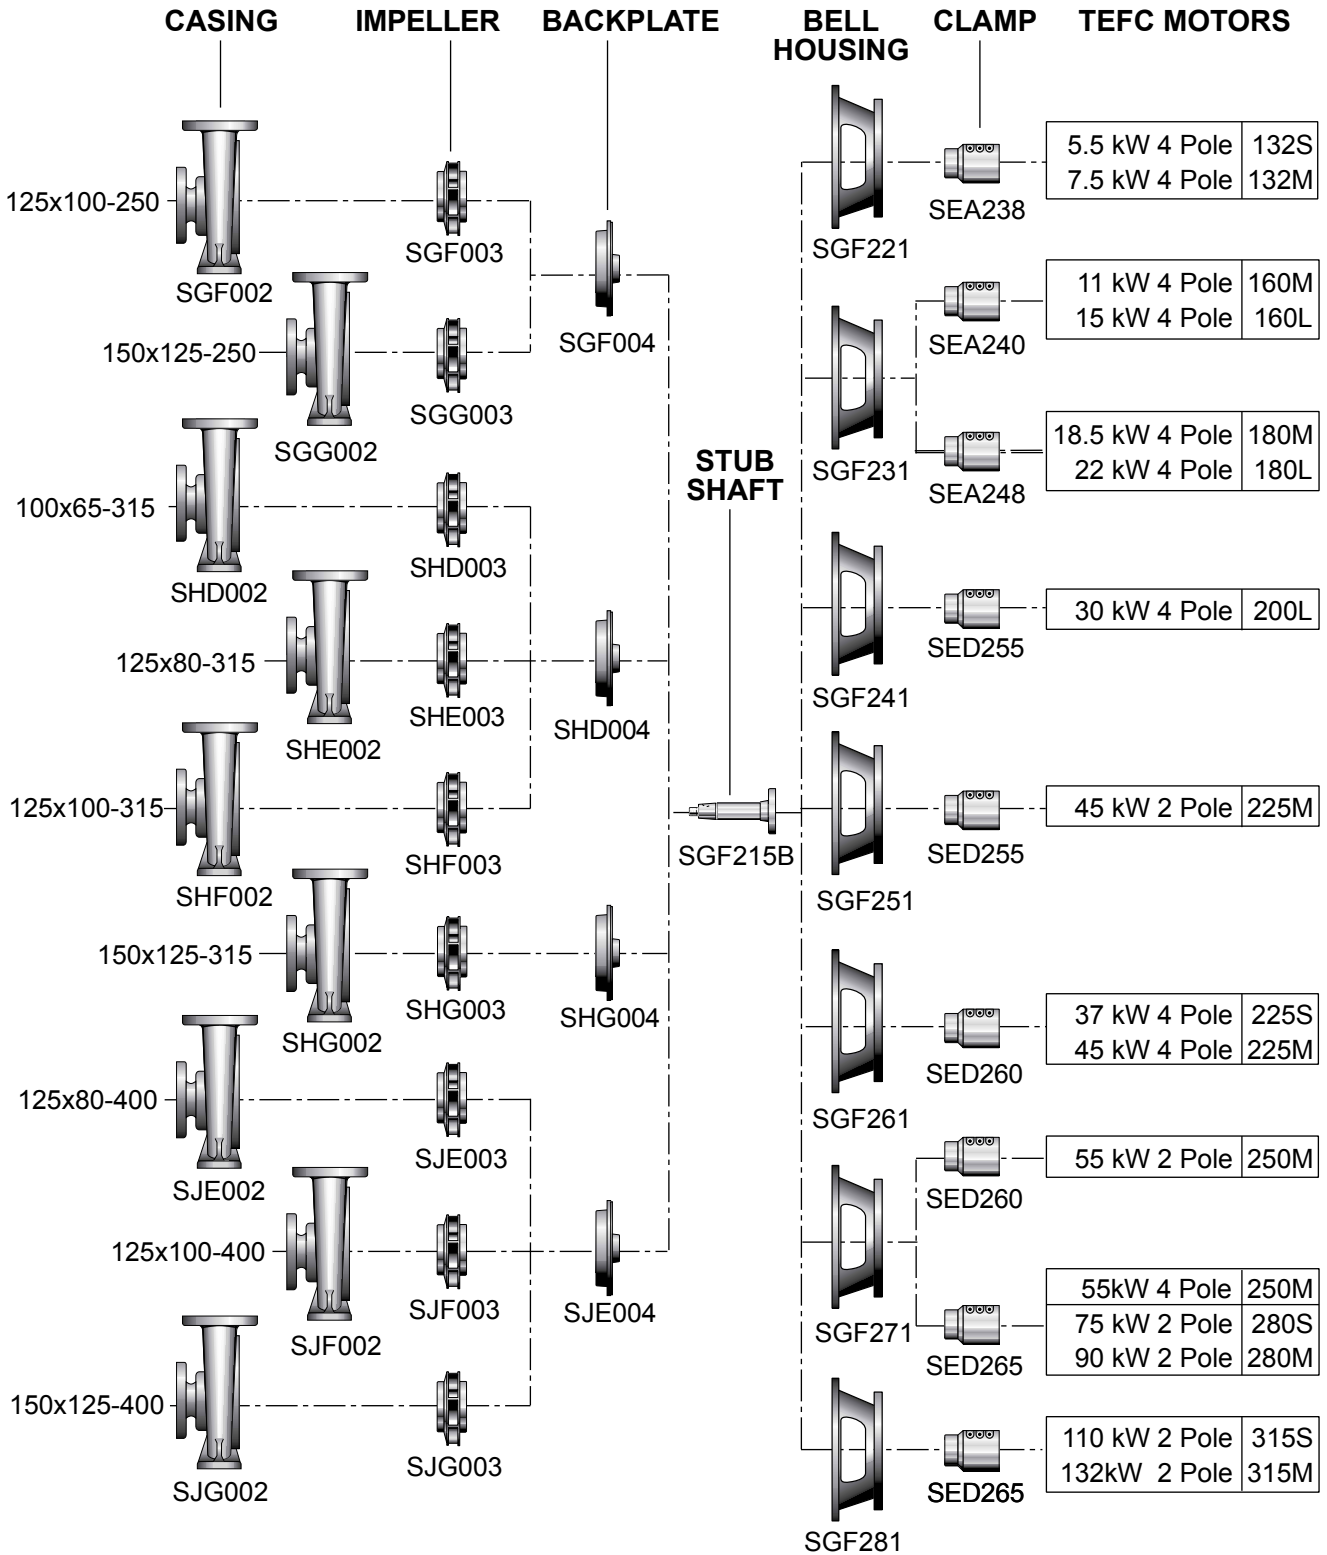 CASING
IMPELLER
BACKPLATE
BELL
HOUSING
CLAMP
TEFC MOTORS
125x100-250
SGF002
SGF003
150x125-250
SGG002
SGG003
SGF004
100x65-315
SHD002
SHD003
125x80-315
SHE002
SHE003
SHD004
125x100-315
SHF002
SHF003
150x125-315
SHG002
SHG003
SHG004
125x80-400
SJE002
SJE003
125x100-400
SJF002
SJF003
SJE004
150x125-400
SJG002
SJG003
STUB
SHAFT
SGF215B
SGF221
SEA238
5.5 kW 4 Pole 132S
7.5 kW 4 Pole 132M
SGF231
SEA240
11 kW 4 Pole 160M
15 kW 4 Pole 160L
SEA248
18.5 kW 4 Pole 180M
22 kW 4 Pole 180L
SGF241
SED255
30 kW 4 Pole 200L
SGF251
SED255
45 kW 2 Pole 225M
SGF261
SED260
37 kW 4 Pole 225S
45 kW 4 Pole 225M
SGF271
SED260
55 kW 2 Pole 250M
SED265
55kW 4 Pole 250M
75 kW 2 Pole 280S
90 kW 2 Pole 280M
SGF281
SED265
110 kW 2 Pole 315S
132kW 2 Pole 315M